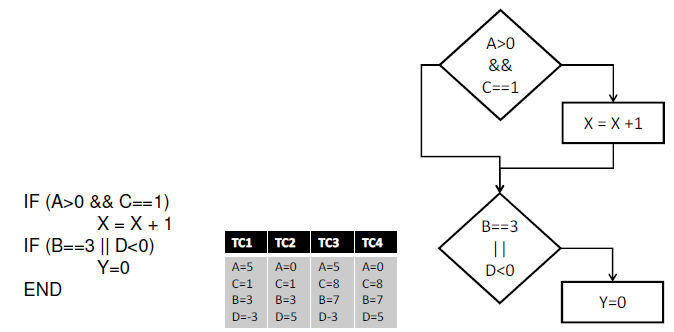 A>0
&&
C==1
X = X +1
IF (A>0 && C==1)
X = X + 1
IF (B==3 || D<0)
Y=0
END
TC1 TC2 TC3 TC4
A=5 A=0 A=5 A=0
C=1 C=1 C=8 C=8
B=3 B=3 B=7 B=7
D=-3 D=5 D-3 D=5
B==3
||
D<0
Y=0